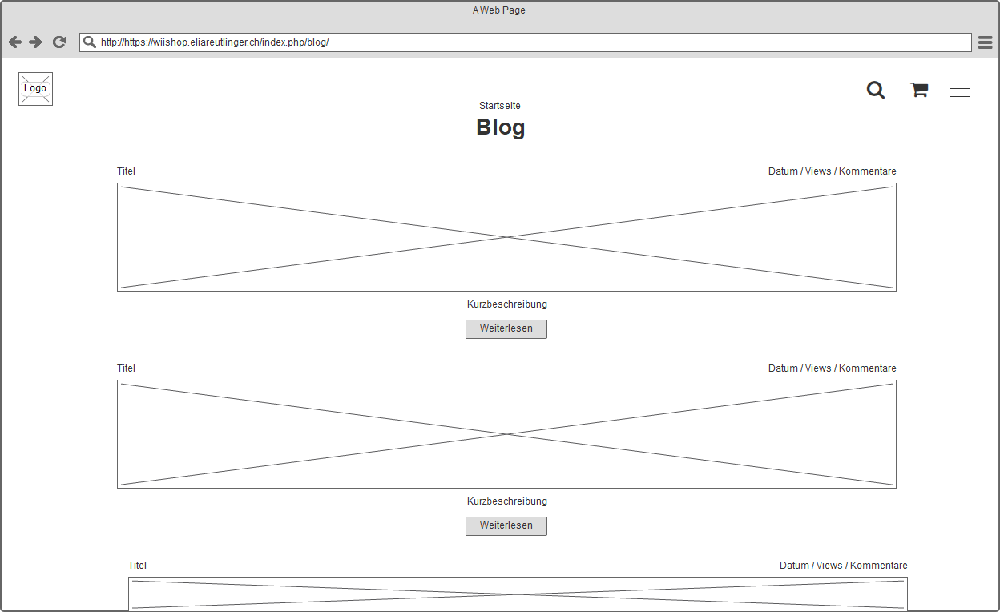 A Web Page
http://https://wiishop.eliareutlinger.ch/index.php/blog/
Logo
Startseite
Blog
Titel
Datum / Views / Kommentare
Kurzbeschreibung
Weiterlesen
Titel
Datum / Views / Kommentare
Kurzbeschreibung
Weiterlesen
Titel
Datum / Views / Kommentare